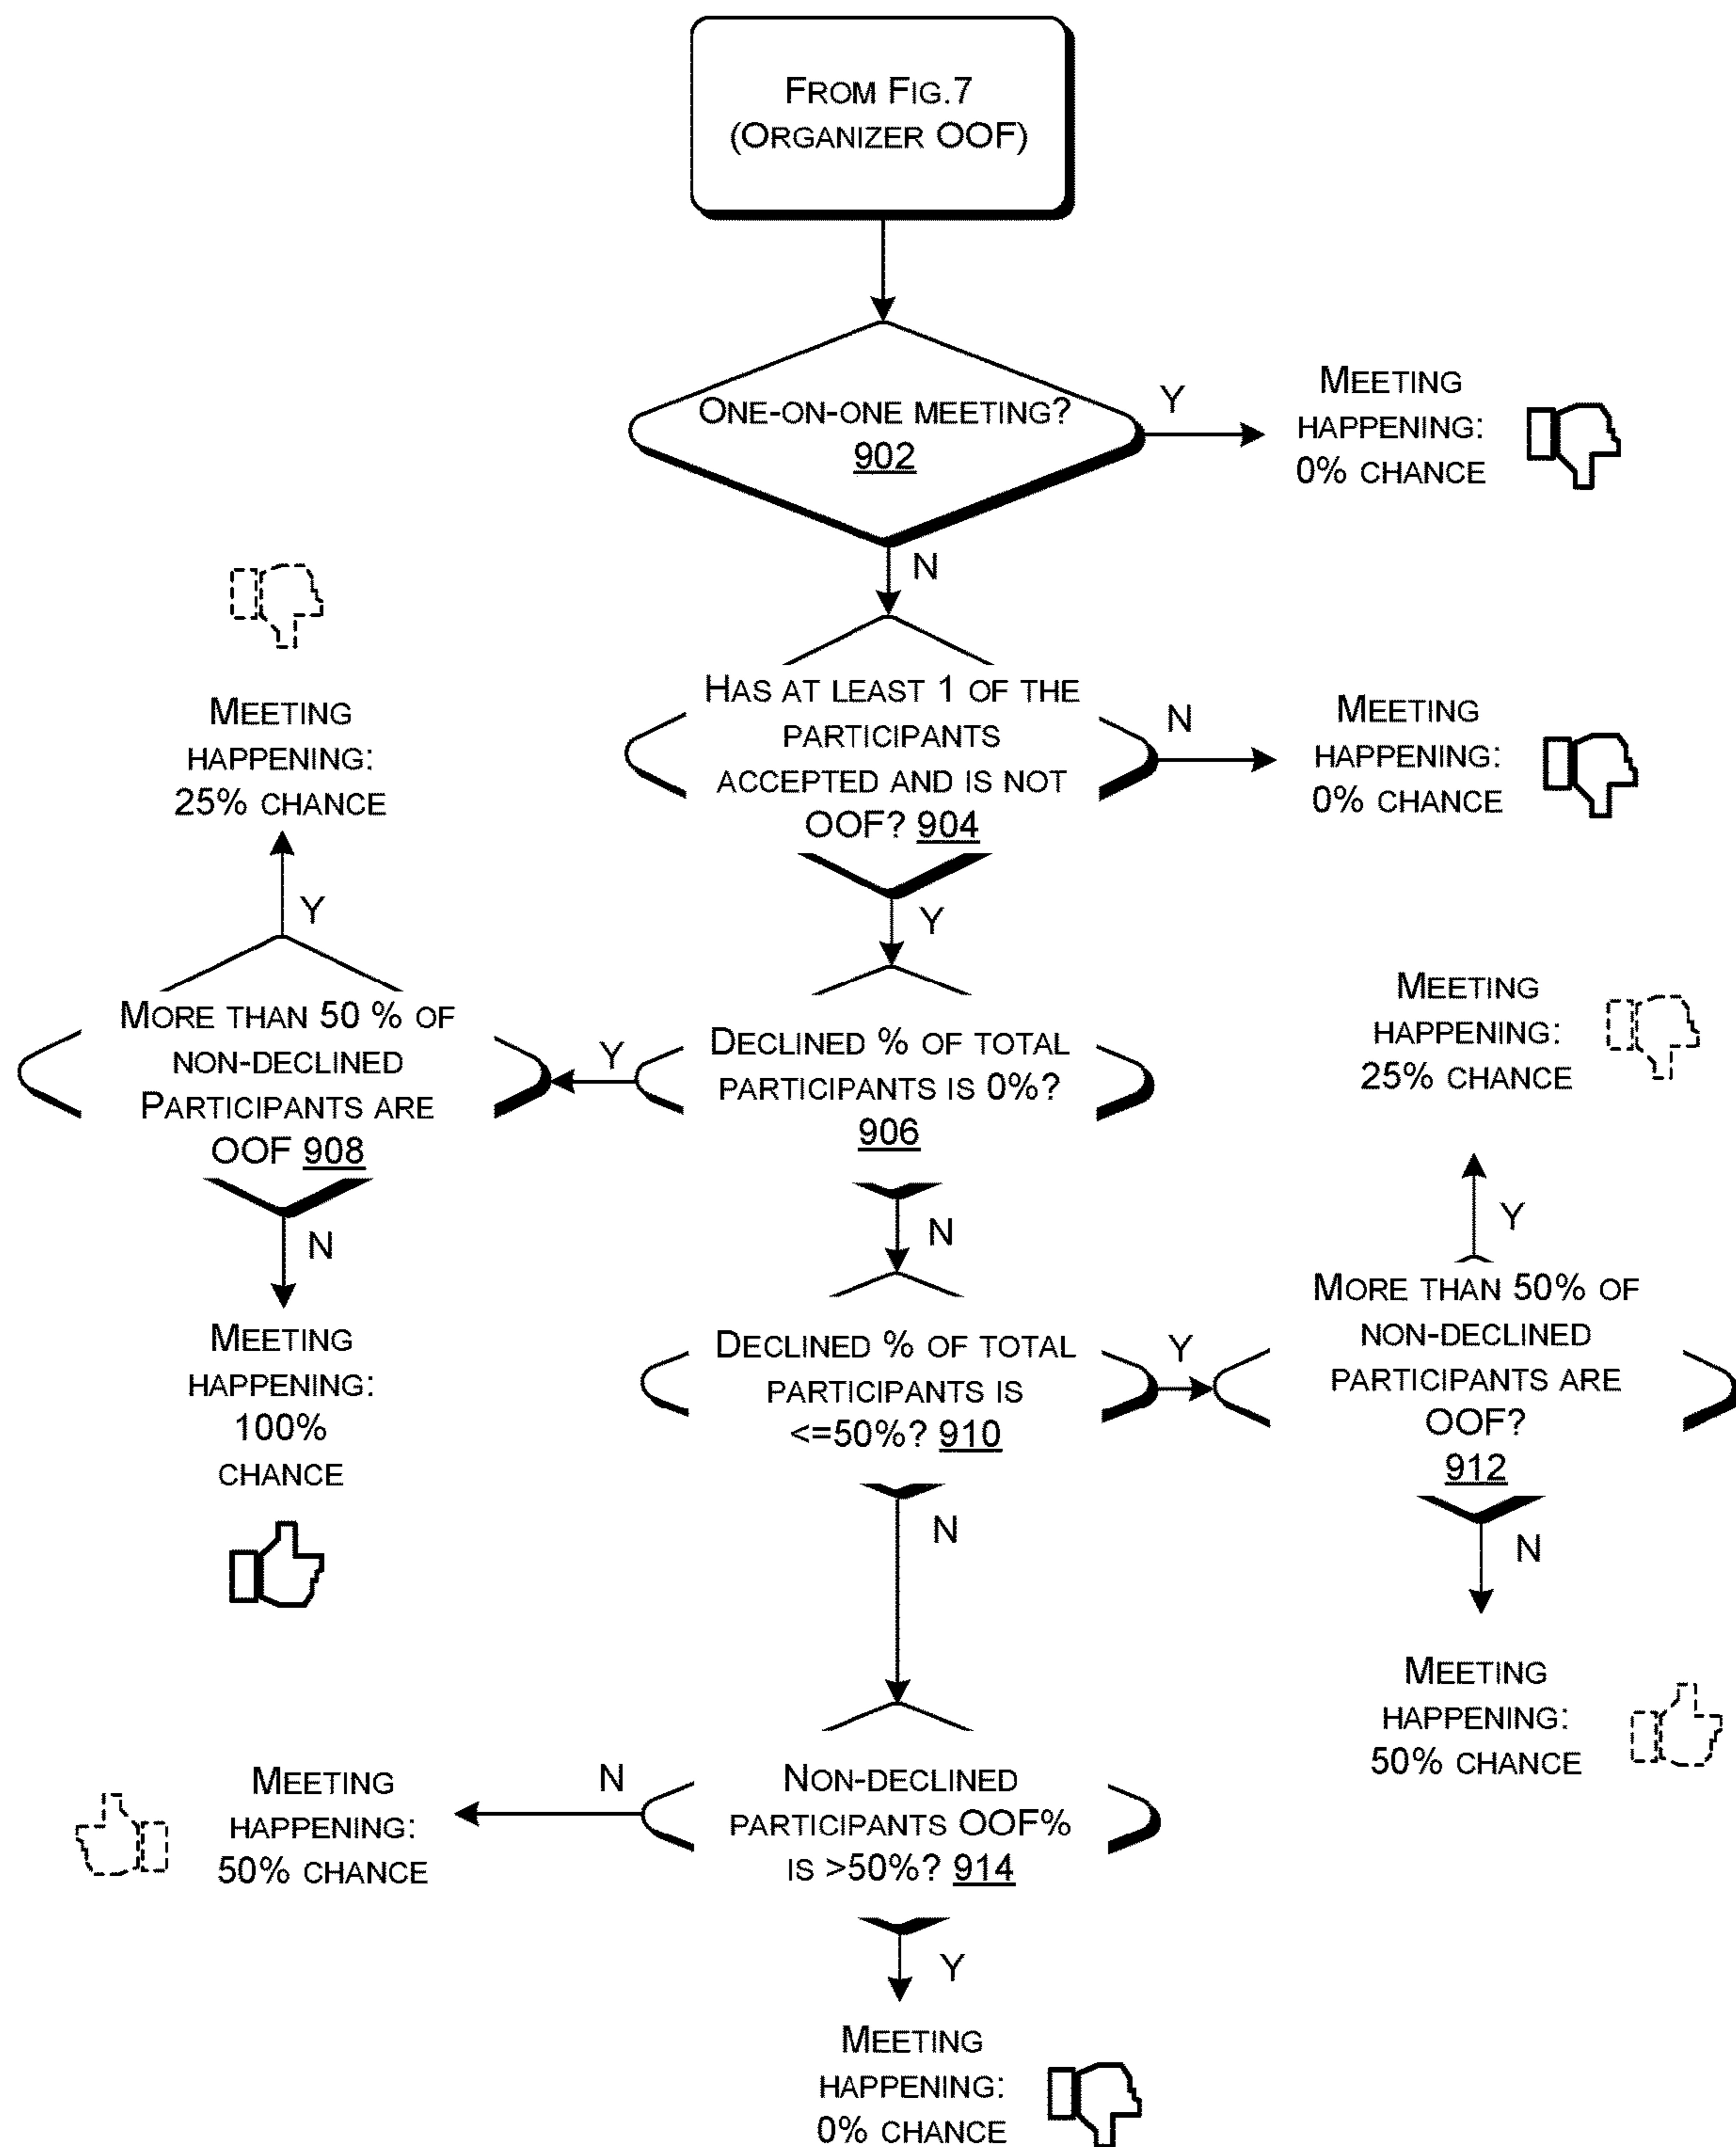 From Fig.7
(Organizer OOF)
One-on-one meeting?
902
Y
Meeting
happening:
0% chance
N
Has at least 1 of the
participants
accepted and is not
OOF? 904
N
Meeting
happening:
0% chance
Meeting
happening:
25% chance
Y
Y
More than 50 % of
non-declined
Participants are
OOF 908
Y
Declined % of total
participants is 0%?
906
Meeting
happening:
25% chance
N
N
Y
Meeting
happening:
100%
chance
Declined % of total
participants is
<=50%? 910
Y
More than 50% of
non-declined
participants are
OOF?
912
N
N
Meeting
happening:
50% chance
Non-declined
participants OOF%
is >50%? 914
N
Meeting
happening:
50% chance
Y
Meeting
happening:
0% chance